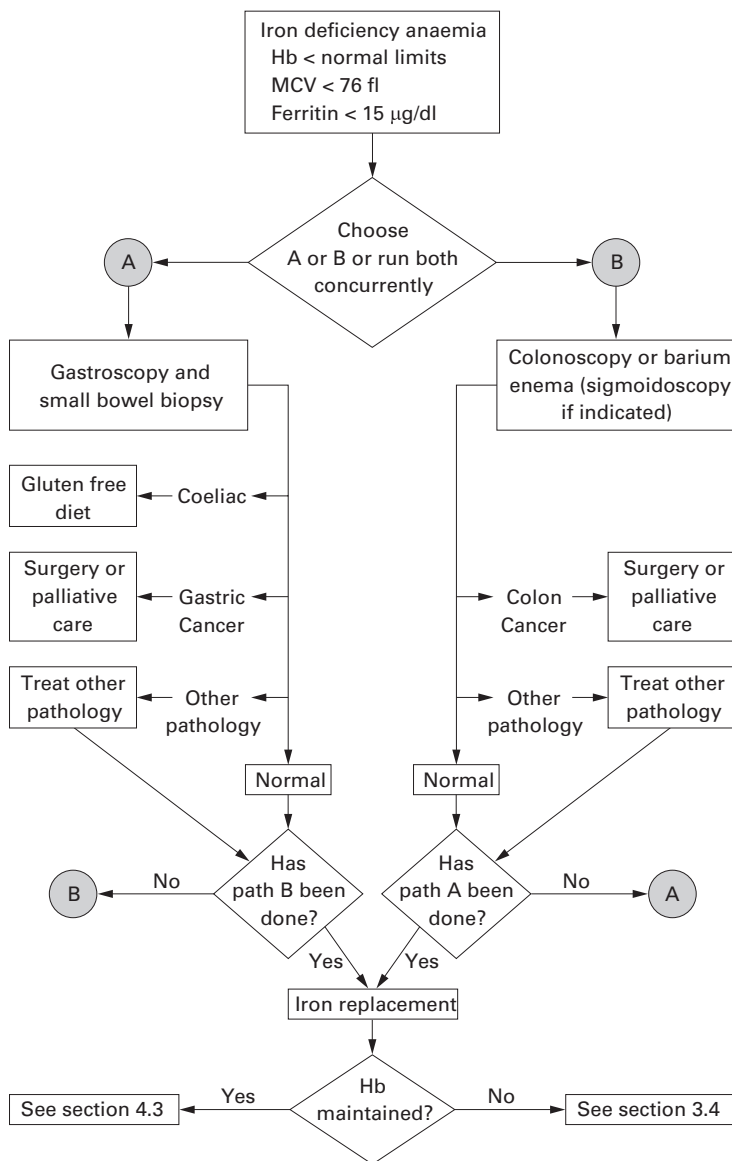 Iron deficiency anaemia
Hb < normal limits
MCV < 76 fl
Ferritin < 15 µg/dl
Choose
A or B or run both
concurrently
A
B
Gastroscopy and
small bowel biopsy
Colonoscopy or barium
enema (sigmoidoscopy
if indicated)
Gluten free
diet
Coeliac
Surgery or
palliative
care
Gastric
Cancer
Colon
Cancer
Surgery or
palliative
care
Treat other
pathology
Other
pathology
Other
pathology
Treat other
pathology
Normal
Normal
B
No
Has
path B been
done?
Has
path A been
done?
No
A
Yes
Yes
Iron replacement
See section 4.3
Yes
Hb
maintained?
No
See section 3.4